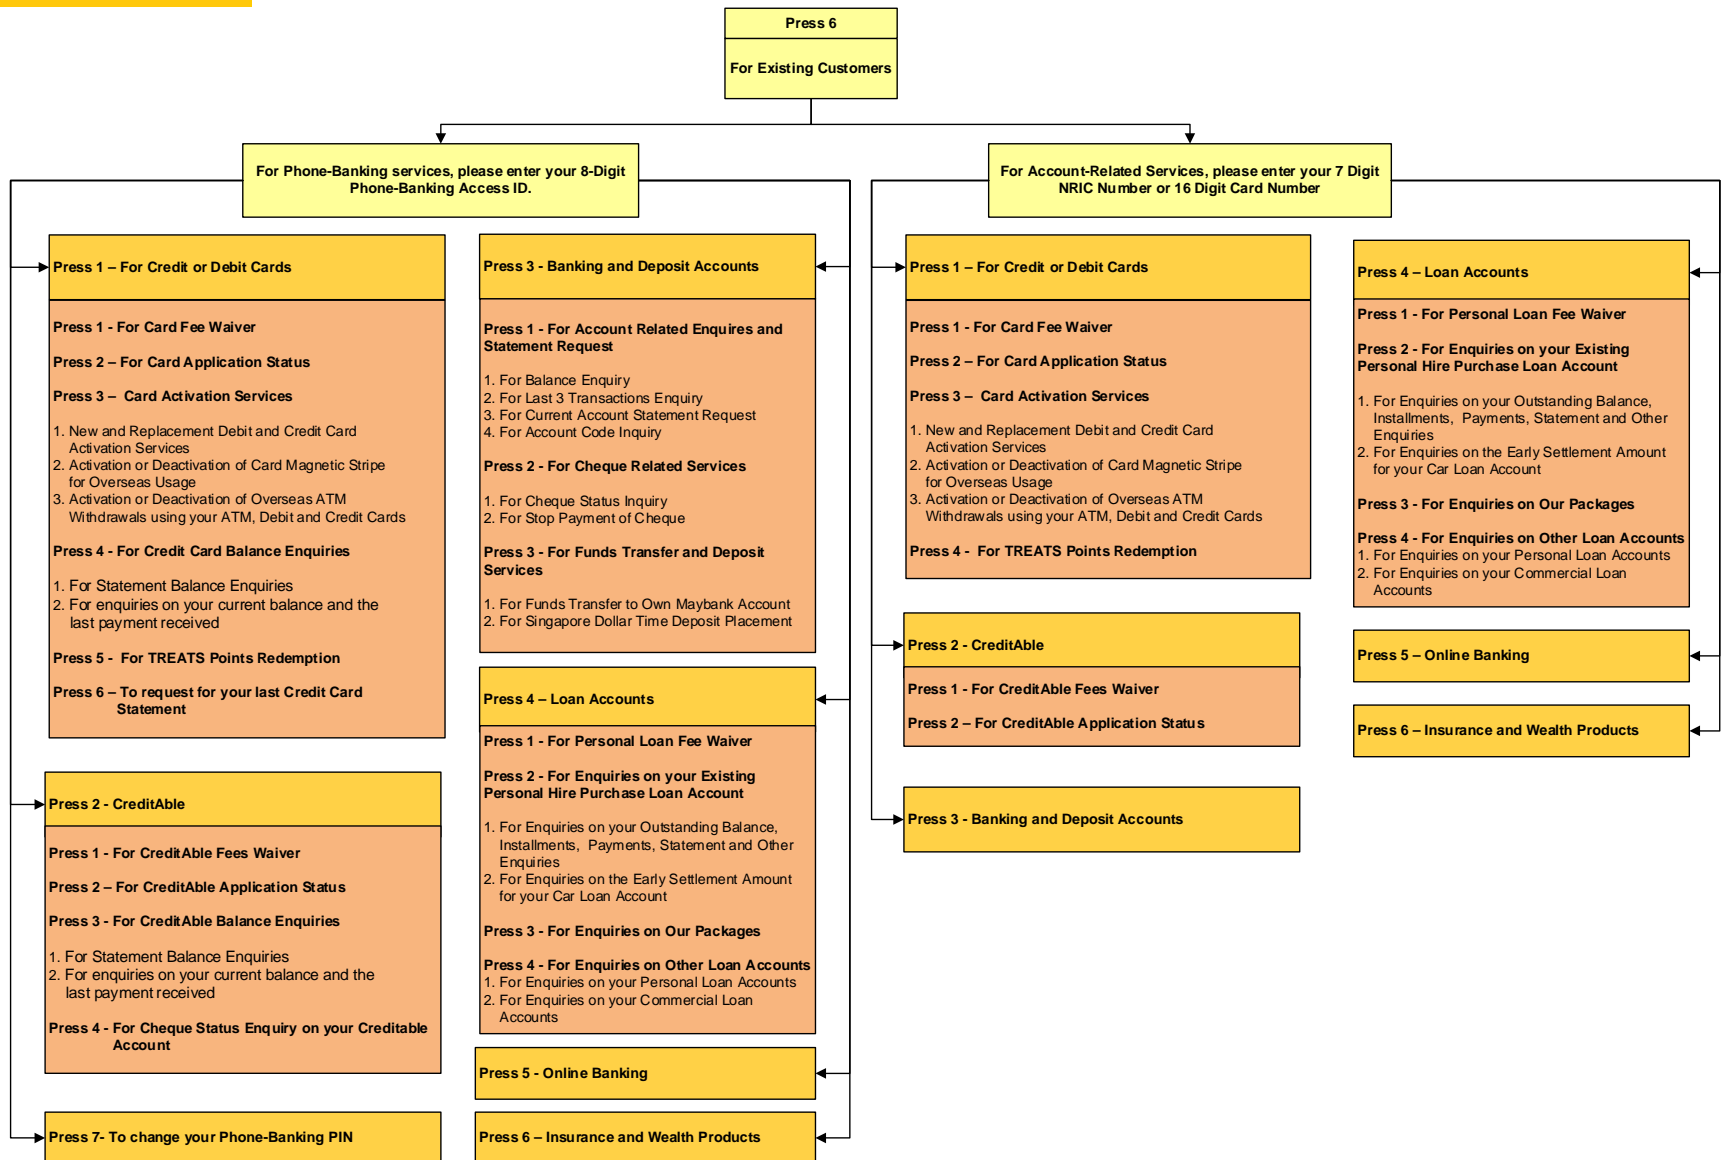 Press 6
For Existing Customers
For Phone-Banking services, please enter your 8-Digit
Phone-Banking Access ID.
Press 1 – For Credit or Debit Cards
Press 1 - For Card Fee Waiver
Press 2 – For Card Application Status
Press 3 –  Card Activation Services
1. New and Replacement Debit and Credit Card
Activation Services
2. Activation or Deactivation of Card Magnetic Stripe
for Overseas Usage
3. Activation or Deactivation of Overseas ATM
Withdrawals using your ATM, Debit and Credit Cards
Press 4 - For Credit Card Balance Enquiries
1. For Statement Balance Enquiries
2. For enquiries on your current balance and the
last payment received
Press 5 -  For TREATS Points Redemption
Press 6 – To request for your last Credit Card
Statement
Press 2 - CreditAble
Press 1 - For CreditAble Fees Waiver
Press 2 – For CreditAble Application Status
Press 3 - For CreditAble Balance Enquiries
1. For Statement Balance Enquiries
2. For enquiries on your current balance and the
last payment received
Press 4 - For Cheque Status Enquiry on your Creditable
Account
Press 7- To change your Phone-Banking PIN
Press 3 - Banking and Deposit Accounts
Press 1 - For Account Related Enquires and
Statement Request
1. For Balance Enquiry
2. For Last 3 Transactions Enquiry
3. For Current Account Statement Request
4. For Account Code Inquiry
Press 2 - For Cheque Related Services
1. For Cheque Status Inquiry
2. For Stop Payment of Cheque
Press 3 - For Funds Transfer and Deposit
Services
1. For Funds Transfer to Own Maybank Account
2. For Singapore Dollar Time Deposit Placement
Press 4 – Loan Accounts
Press 1 - For Personal Loan Fee Waiver
Press 2 - For Enquiries on your Existing
Personal Hire Purchase Loan Account
1. For Enquiries on your Outstanding Balance,
Installments,  Payments, Statement and Other
Enquiries
2. For Enquiries on the Early Settlement Amount
for your Car Loan Account
Press 3 - For Enquiries on Our Packages
Press 4 - For Enquiries on Other Loan Accounts
1. For Enquiries on your Personal Loan Accounts
2. For Enquiries on your Commercial Loan
Accounts
Press 5 - Online Banking
Press 6 – Insurance and Wealth Products
For Account-Related Services, please enter your 7 Digit
NRIC Number or 16 Digit Card Number
Press 1 – For Credit or Debit Cards
Press 1 - For Card Fee Waiver
Press 2 – For Card Application Status
Press 3 –  Card Activation Services
1. New and Replacement Debit and Credit Card
Activation Services
2. Activation or Deactivation of Card Magnetic Stripe
for Overseas Usage
3. Activation or Deactivation of Overseas ATM
Withdrawals using your ATM, Debit and Credit Cards
Press 4 -  For TREATS Points Redemption
Press 2 - CreditAble
Press 1 - For CreditAble Fees Waiver
Press 2 – For CreditAble Application Status
Press 3 - Banking and Deposit Accounts
Press 4 – Loan Accounts
Press 1 - For Personal Loan Fee Waiver
Press 2 - For Enquiries on your Existing
Personal Hire Purchase Loan Account
1. For Enquiries on your Outstanding Balance,
Installments,  Payments, Statement and Other
Enquiries
2. For Enquiries on the Early Settlement Amount
for your Car Loan Account
Press 3 - For Enquiries on Our Packages
Press 4 - For Enquiries on Other Loan Accounts
1. For Enquiries on your Personal Loan Accounts
2. For Enquiries on your Commercial Loan
Accounts
Press 5 – Online Banking
Press 6 – Insurance and Wealth Products